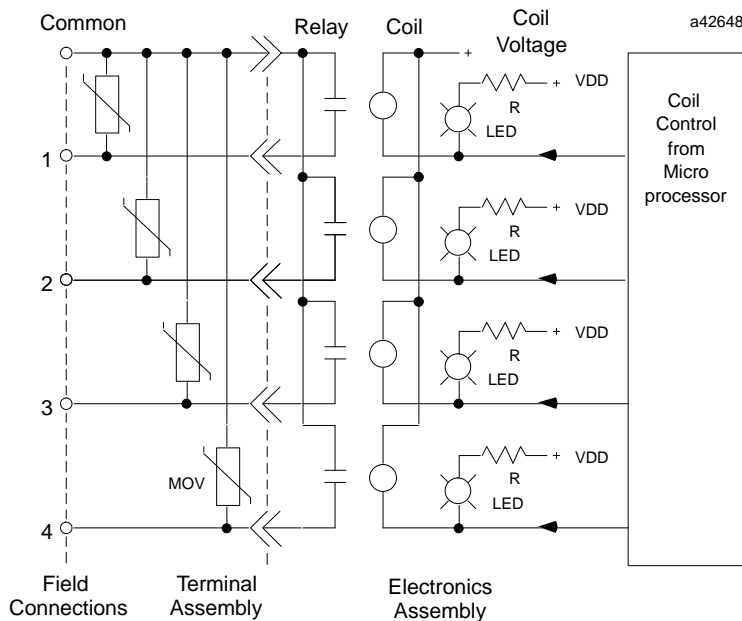 Common
Relay
Coil
Coil
Voltage
a42648
+
+ VDD
R
LED
Coil
Control
from
Micro
processor
1
+ VDD
R
LED
2
+ VDD
R
LED
3
+ VDD
R
LED
MOV
4
Field
Connections
Terminal
Assembly
Electronics
Assembly